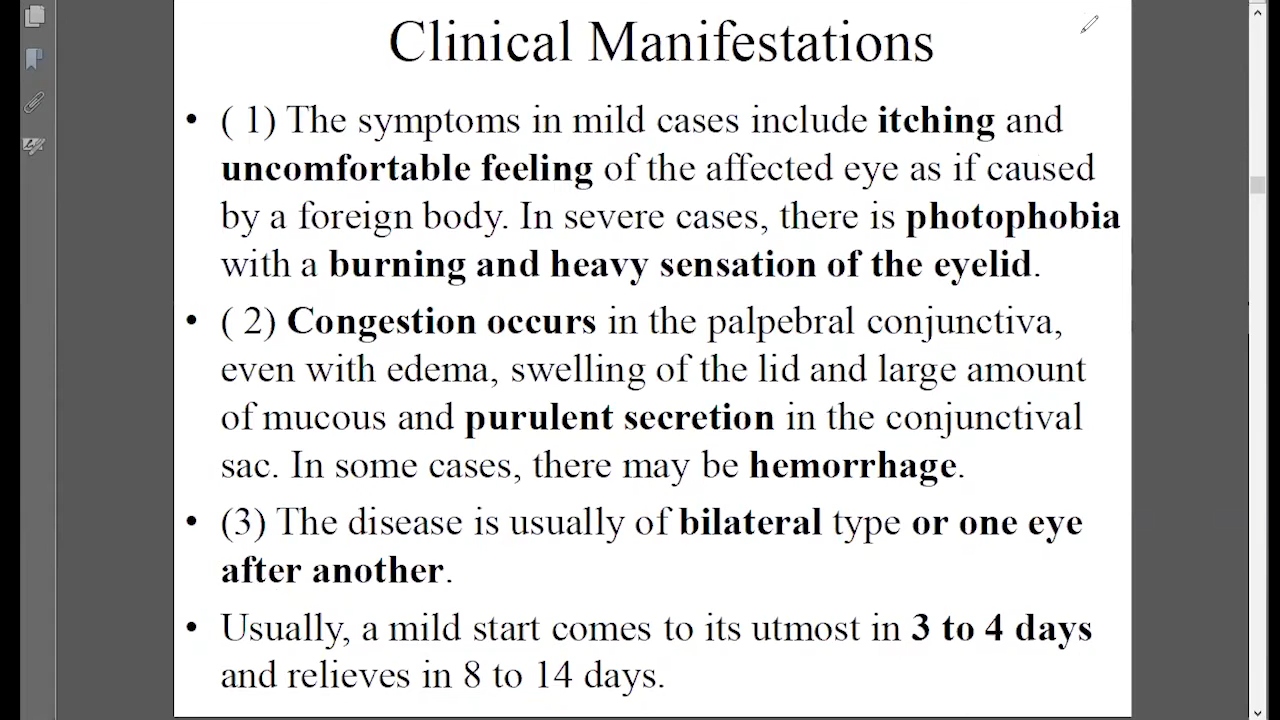 Clinical Manifestations
• ( 1) The symptoms in mild cases include itching and
uncomfortable feeling of the affected eye as if caused
by a foreign body. In severe cases, there is photophobia
with a burning and heavy sensation of the eyelid.
• ( 2) Congestion occurs in the palpebral conjunctiva,
even with edema, swelling of the lid and large amount
of mucous and purulent secretion in the conjunctival
sac. In some cases, there may be hemorrhage.
• (3) The disease is usually of bilateral type or one eye
after another.
• Usually, a mild start comes to its utmost in 3 to 4 days
and relieves in 8 to 14 days.